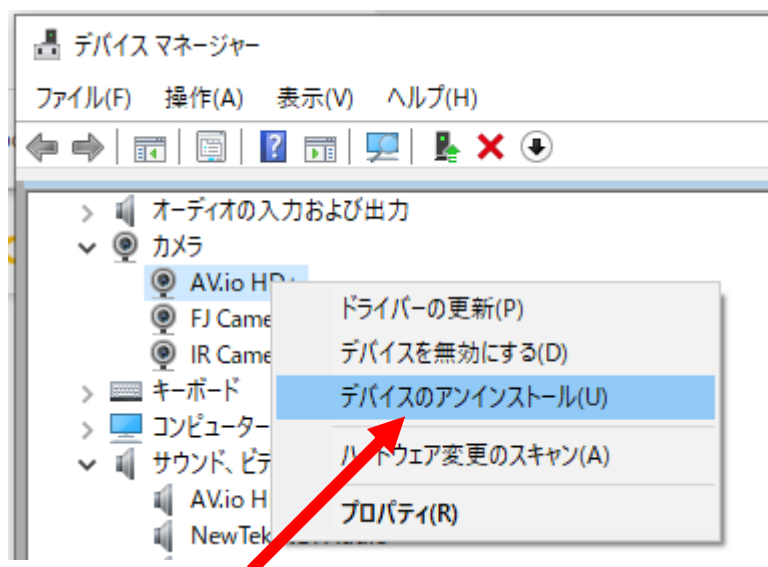 デバイス マネージャー
ファイル(F) 操作(A) 表示(V) ヘルプ(H)
オーディオの入力および出力
カメラ
AV.io HD+
FJ Came
IR Came
キーボード
コンピューター
サウンド、ビデ
AV.io H
NewTek Audio
ドライバーの更新(P)
デバイスを無効にする(D)
デバイスのアンインストール(U)
ハードウェア変更のスキャン(A)
プロパティ(R)